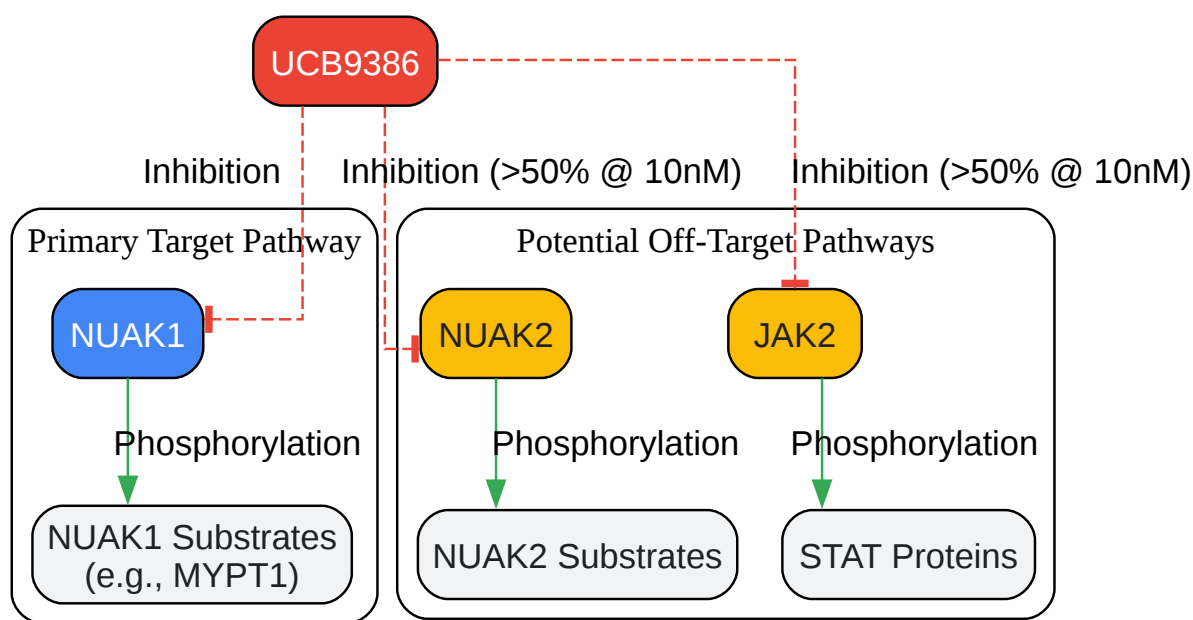 UCB9386
Inhibition
Inhibition (>50% @ 10nM)
Inhibition (>50% @ 10nM)
Primary Target Pathway
Potential Off-Target Pathways
NUAK1
NUAK2
JAK2
Phosphorylation
Phosphorylation
Phosphorylation
NUAK1 Substrates
(e.g., MYPT1)
NUAK2 Substrates
STAT Proteins